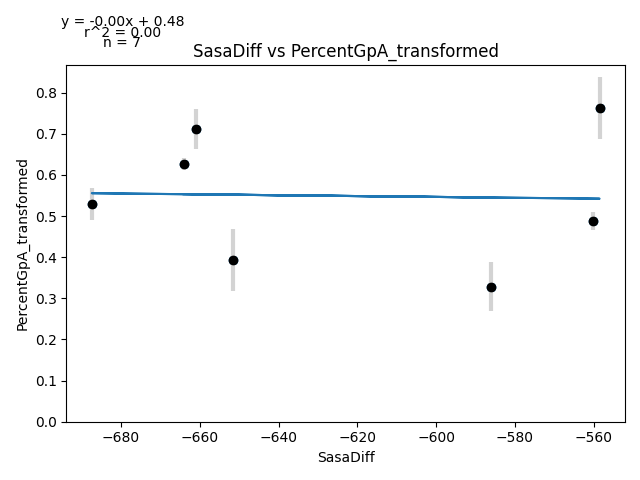 y = -0.00x + 0.48
r^2 = 0.00
n = 7
SasaDiff vs PercentGpA_transformed
PercentGpA_transformed
0.8
0.7
0.6
0.5
0.4
0.3
0.2
0.1
0.0
−680 −660 −640 −620 −600 −580 −560
SasaDiff